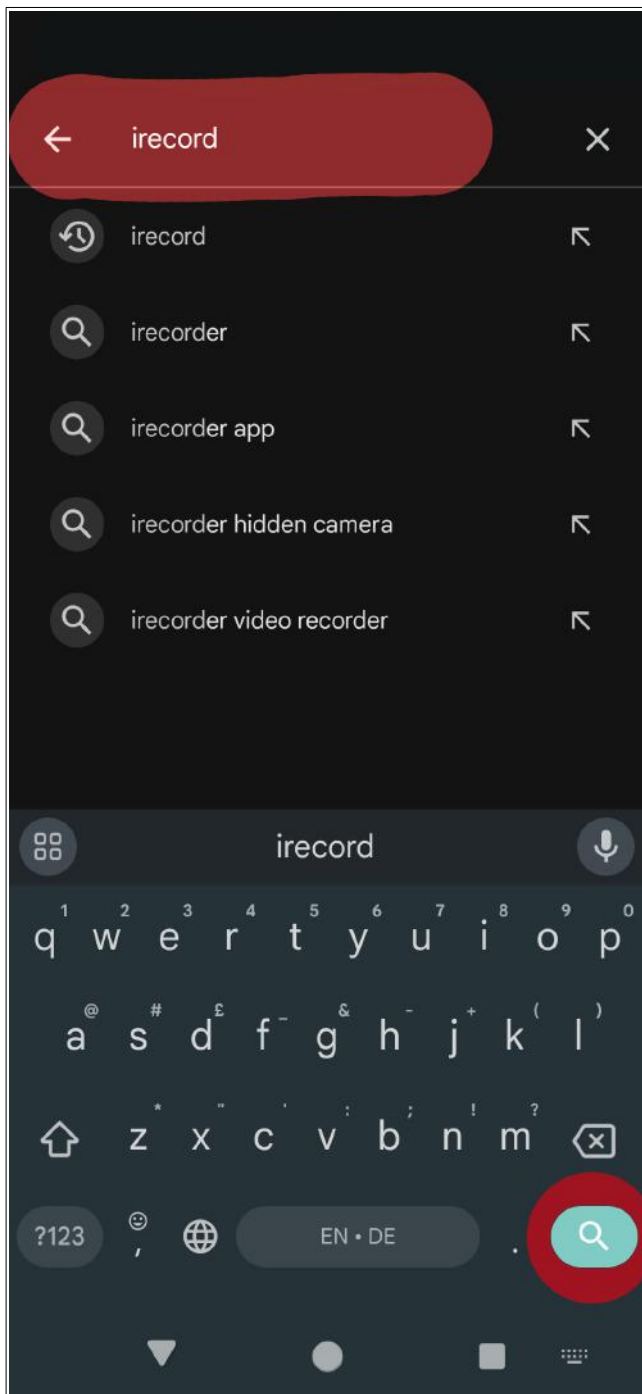 irecord
irecord
irecorder
irecorder app
irecorder hidden camera
irecorder video recorder
irecord
1 2 3 4 5 6 7 8 9 0
q w e r t y u i o p
@ # £ _ & - + ( )
a s d f g h j k l
* " ' : ; ! ?
z x c v b n m
?123 , EN • DE .